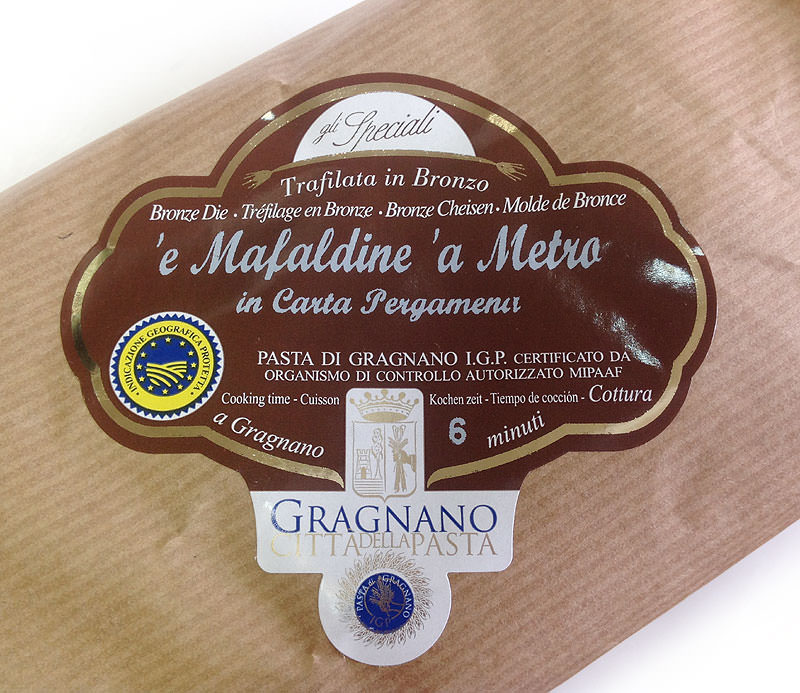 gli Speciali
Trafilata in Bronzo
Bronze Die • Tréfilage en Bronze • Bronze Cheisen • Molde de Bronce
'e Mafaldine 'a Metro
in Carta Pergamena
INDICAZIONE GEOGRAFICA PROTETTA
PASTA DI GRAGNANO I.G.P. CERTIFICATO DA
ORGANISMO DI CONTROLLO AUTORIZZATO MIPAAF
Cooking time - Cuisson Kochen zeit - Tiempo de cocción - Cottura
a Gragnano 6 minuti
GRAGNANO
CITTÀ DELLA PASTA
PASTA di GRAGNANO
IGP